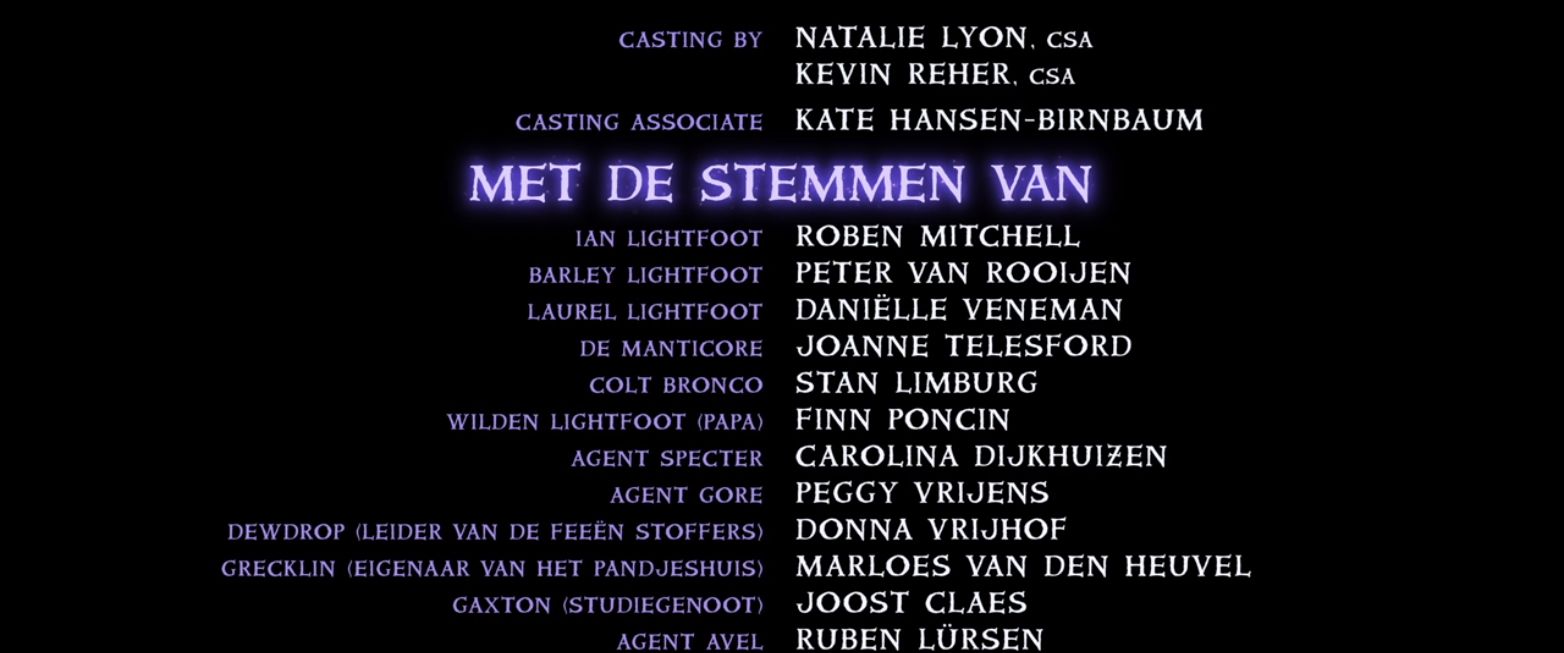 CASTING BY NATALIE LYON, CSA
KEVIN REHER, CSA
CASTING ASSOCIATE KATE HANSEN-BIRNBAUM
MET DE STEMMEN VAN
IAN LIGHTFOOT ROBEN MITCHELL
BARLEY LIGHTFOOT PETER VAN ROOIJEN
LAUREL LIGHTFOOT DANIËLLE VENEMAN
DE MANTICORE JOANNE TELESFORD
COLT BRONCO STAN LIMBURG
WILDEN LIGHTFOOT (PAPA) FINN PONCIN
AGENT SPECTER CAROLINA DIJKHUIZEN
AGENT GORE PEGGY VRIJENS
DEWDROP (LEIDER VAN DE FEEËN STOFFERS) DONNA VRIJHOF
GRECKLIN (EIGENAAR VAN HET PANDJESHUIS) MARLOES VAN DEN HEUVEL
GAXTON (STUDIEGENOOT) JOOST CLAES
AGENT AVEL RUBEN LÜRSEN